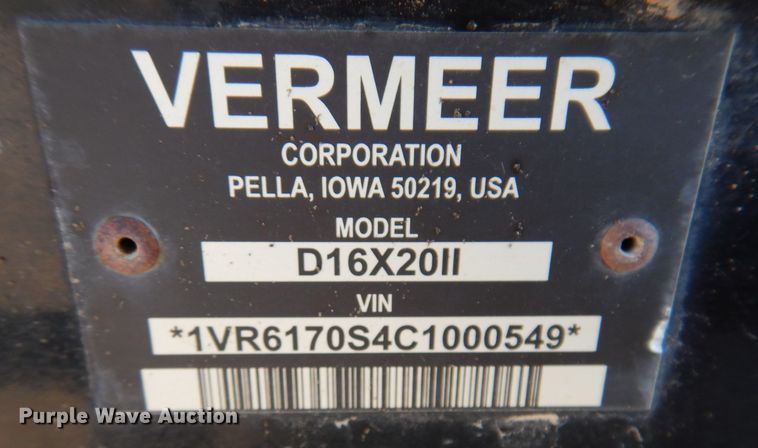 VERMEER
CORPORATION
PELLA, IOWA 50219, USA
MODEL
D16X20II
VIN
*1VR6170S4C1000549*
Purple Wave Auction